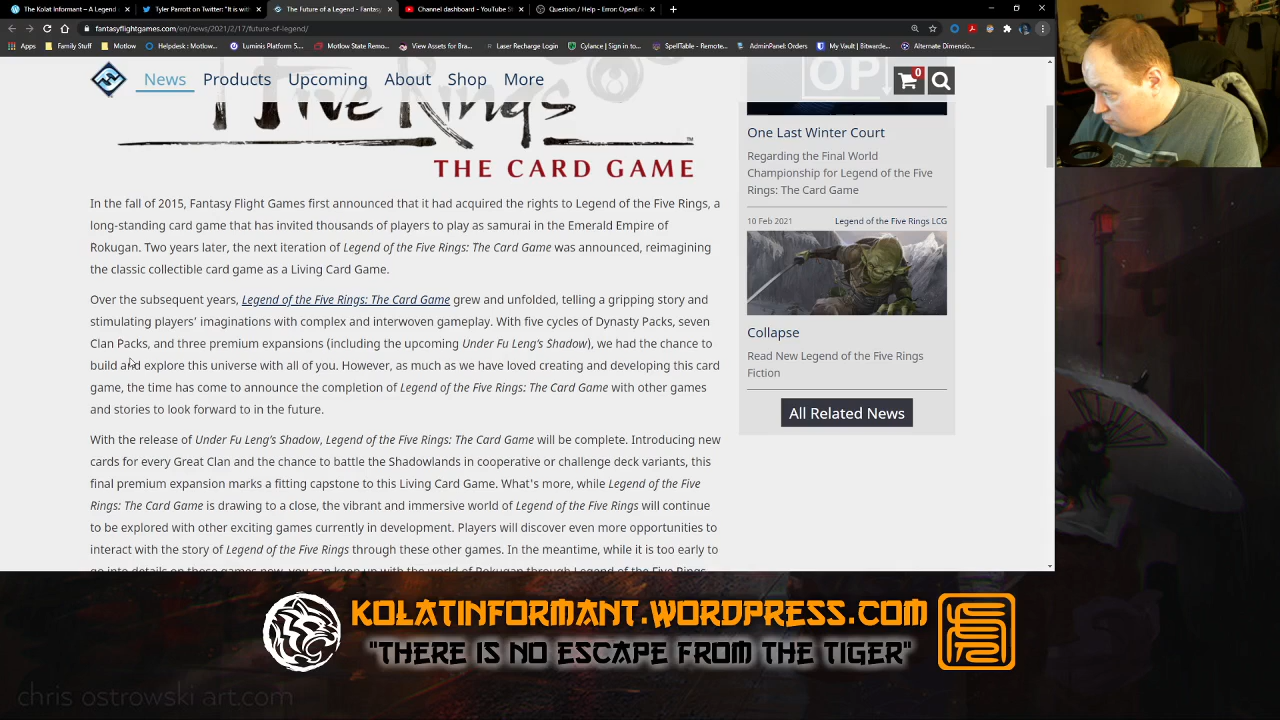 The Kolat Informant – A Legend
Tyler Parrott on Twitter: "It is with
The Future of a Legend - Fantasy
Channel dashboard - YouTube St
Question / Help - Error: OpenEnc
fantasyflightgames.com/en/news/2021/2/17/future-of-legend/
Apps Family Stuff Motlow Helpdesk : Motlow... Luminis Platform 5... Motlow State Remo... View Assets for Bra... Laser Recharge Login Cylance | Sign in to... SpellTable - Remote... AdminPanel: Orders My Vault | Bitwarde... Alternate Dimensio...
News Products Upcoming About Shop More
0
OP
Five Rings
THE CARD GAME
In the fall of 2015, Fantasy Flight Games first announced that it had acquired the rights to Legend of the Five Rings, a
long-standing card game that has invited thousands of players to play as samurai in the Emerald Empire of
Rokugan. Two years later, the next iteration of Legend of the Five Rings: The Card Game was announced, reimagining
the classic collectible card game as a Living Card Game.
Over the subsequent years, Legend of the Five Rings: The Card Game grew and unfolded, telling a gripping story and
stimulating players' imaginations with complex and interwoven gameplay. With five cycles of Dynasty Packs, seven
Clan Packs, and three premium expansions (including the upcoming Under Fu Leng's Shadow), we had the chance to
build and explore this universe with all of you. However, as much as we have loved creating and developing this card
game, the time has come to announce the completion of Legend of the Five Rings: The Card Game with other games
and stories to look forward to in the future.
With the release of Under Fu Leng's Shadow, Legend of the Five Rings: The Card Game will be complete. Introducing new
cards for every Great Clan and the chance to battle the Shadowlands in cooperative or challenge deck variants, this
final premium expansion marks a fitting capstone to this Living Card Game. What's more, while Legend of the Five
Rings: The Card Game is drawing to a close, the vibrant and immersive world of Legend of the Five Rings will continue
to be explored with other exciting games currently in development. Players will discover even more opportunities to
interact with the story of Legend of the Five Rings through these other games. In the meantime, while it is too early to
go into details on those games now, you can keep up with the world of Rokugan through Legend of the Five Rings
One Last Winter Court
Regarding the Final World
Championship for Legend of the Five
Rings: The Card Game
10 Feb 2021 Legend of the Five Rings LCG
Collapse
Read New Legend of the Five Rings
Fiction
All Related News
KOLATINFORMANT.WORDPRESS.COM
"THERE IS NO ESCAPE FROM THE TIGER"
chris ostrowski art.com